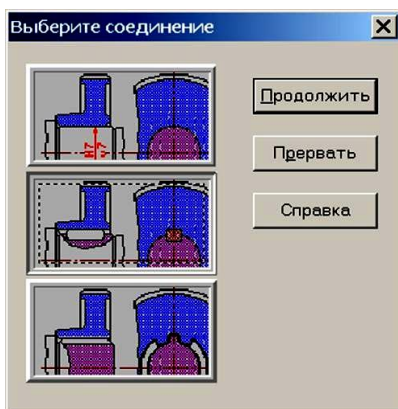 Выберите соединение
Продолжить
Прервать
Справка